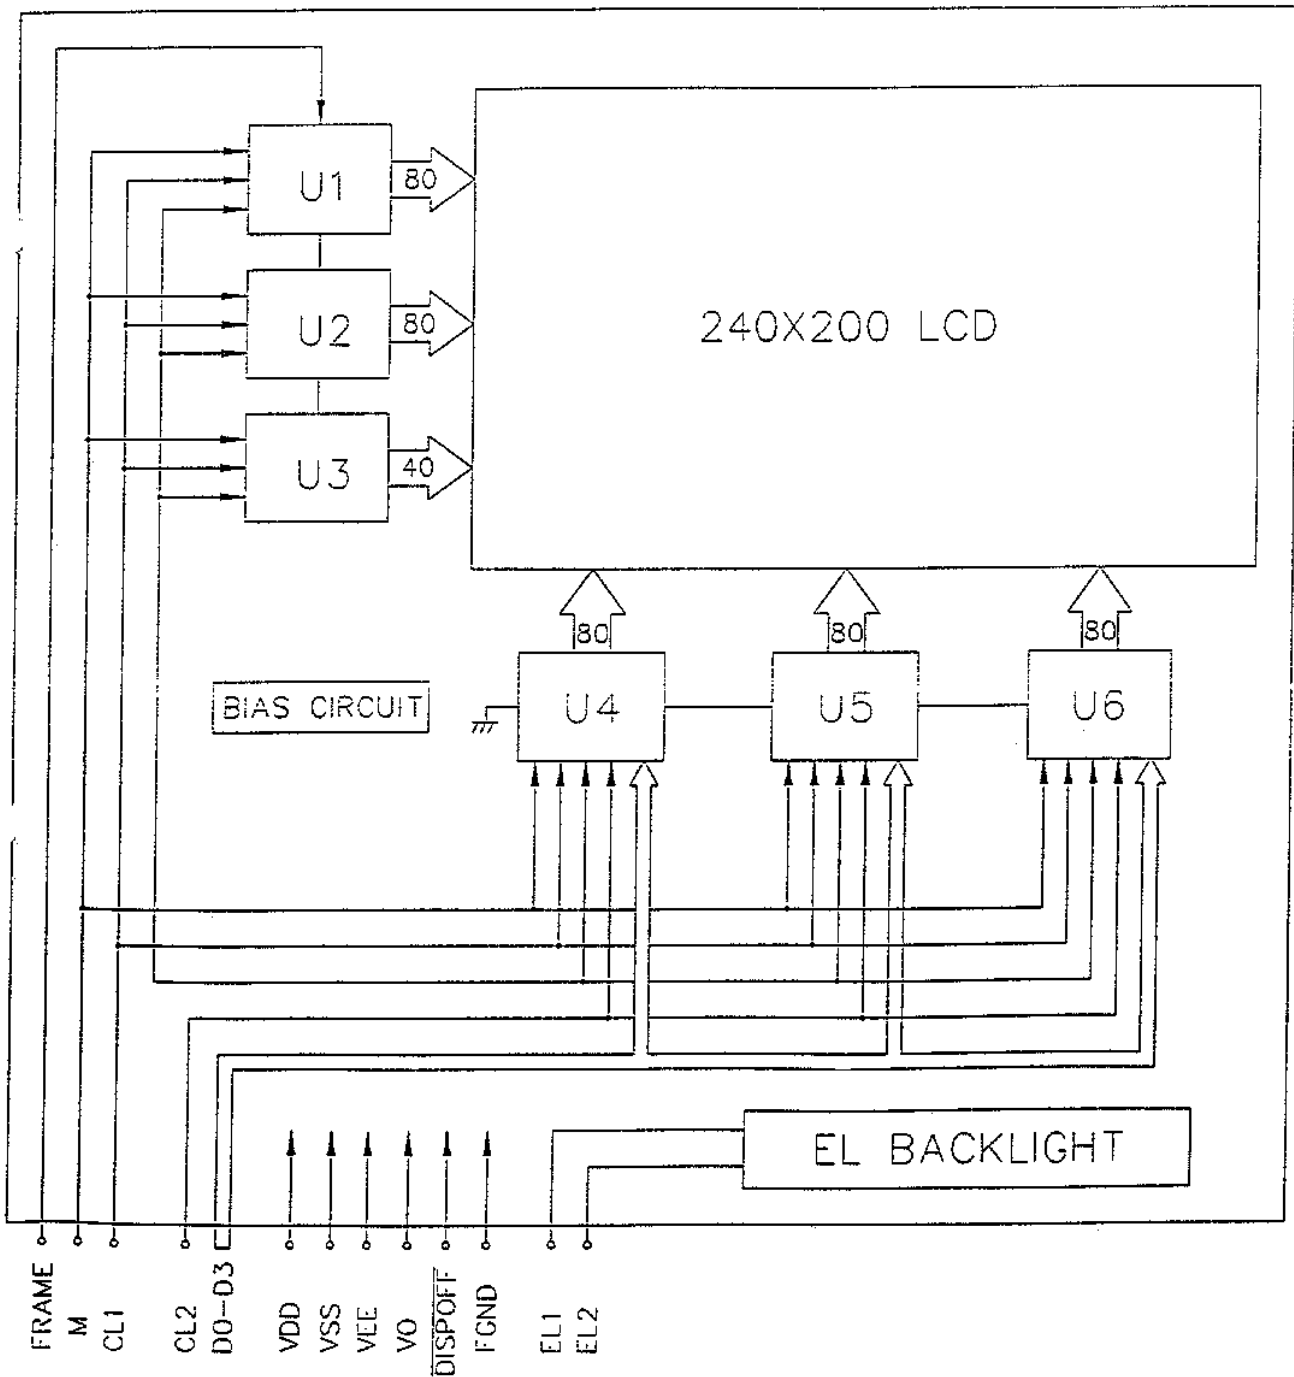 U1
80
U2
80
240X200 LCD
U3
40
80
80
80
BIAS CIRCUIT
U4
U5
U6
EL BACKLIGHT
FRAME
M
CL1
CL2
D0-D3
VDD
VSS
VEE
VO
DISPOFF
FGND
EL1
EL2